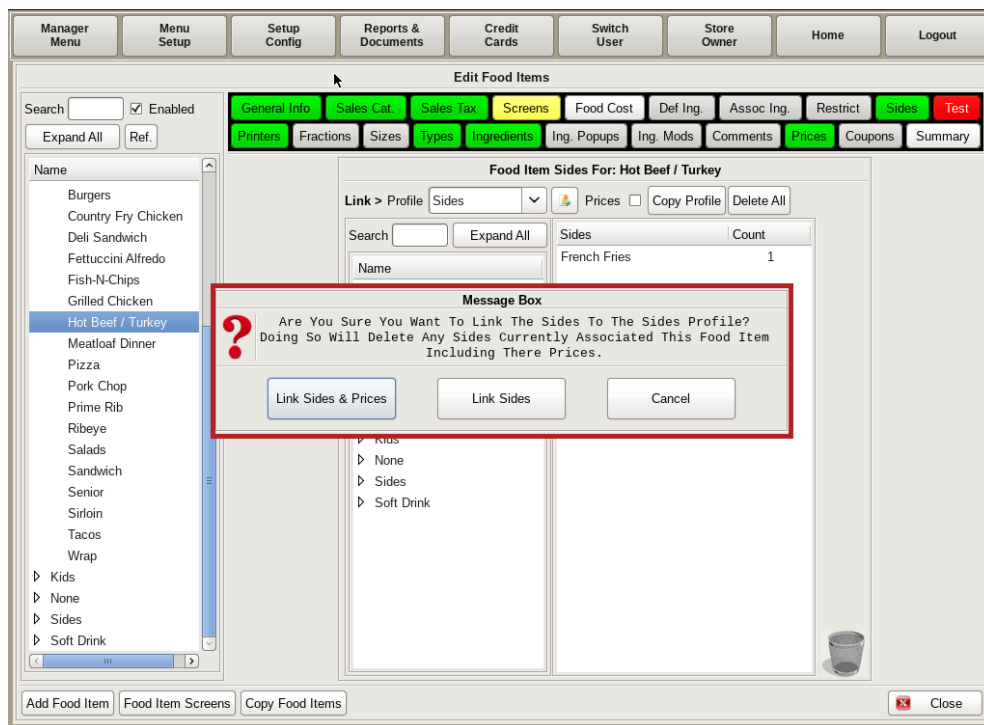 Manager Menu
Menu Setup
Setup Config
Reports & Documents
Credit Cards
Switch User
Store Owner
Home
Logout
Edit Food Items
Search
Enabled
Expand All
Ref.
General Info
Sales Cat.
Sales Tax
Screens
Food Cost
Def Ing.
Assoc Ing.
Restrict
Sides
Test
Printers
Fractions
Sizes
Types
Ingredients
Ing. Popups
Ing. Mods
Comments
Prices
Coupons
Summary
Name
Burgers
Country Fry Chicken
Deli Sandwich
Fettuccini Alfredo
Fish-N-Chips
Grilled Chicken
Hot Beef / Turkey
Meatloaf Dinner
Pizza
Pork Chop
Prime Rib
Ribeye
Salads
Sandwich
Senior
Sirloin
Tacos
Wrap
Kids
None
Sides
Soft Drink
Food Item Sides For: Hot Beef / Turkey
Link > Profile
Sides
Prices
Copy Profile
Delete All
Search
Expand All
Name
Sides
Count
French Fries
1
Message Box
Are You Sure You Want To Link The Sides To The Sides Profile?
Doing So Will Delete Any Sides Currently Associated This Food Item
Including There Prices.
Link Sides & Prices
Link Sides
Cancel
Kids
None
Sides
Soft Drink
Add Food Item
Food Item Screens
Copy Food Items
Close